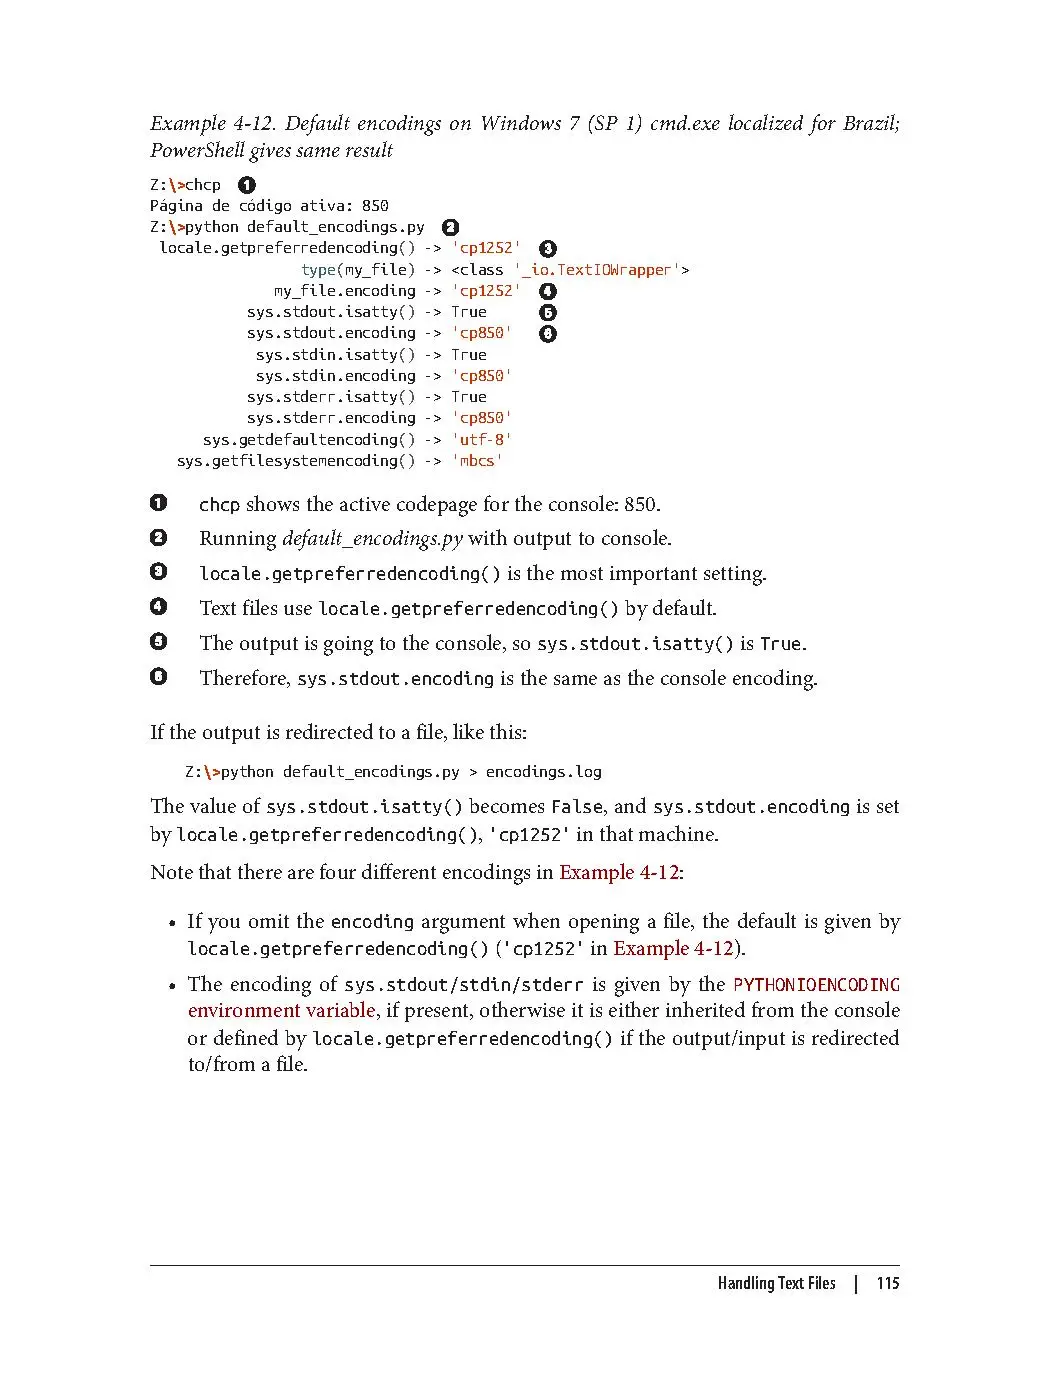 Example 4-12. Default encodings on Windows 7 (SP 1) cmd.exe localized for Brazil;
PowerShell gives same result
Z:\>chcp ❶
Página de código ativa: 850
Z:\>python default_encodings.py ❷
 locale.getpreferredencoding() -> 'cp1252' ❸
                 type(my_file) -> <class '_io.TextIOWrapper'>
              my_file.encoding -> 'cp1252' ❹
           sys.stdout.isatty() -> True ❺
           sys.stdout.encoding -> 'cp850' ❻
            sys.stdin.isatty() -> True
            sys.stdin.encoding -> 'cp850'
           sys.stderr.isatty() -> True
           sys.stderr.encoding -> 'cp850'
      sys.getdefaultencoding() -> 'utf-8'
   sys.getfilesystemencoding() -> 'mbcs'
❶ chcp shows the active codepage for the console: 850.
❷ Running default_encodings.py with output to console.
❸ locale.getpreferredencoding() is the most important setting.
❹ Text files use locale.getpreferredencoding() by default.
❺ The output is going to the console, so sys.stdout.isatty() is True.
❻ Therefore, sys.stdout.encoding is the same as the console encoding.
If the output is redirected to a file, like this:
Z:\>python default_encodings.py > encodings.log
The value of sys.stdout.isatty() becomes False, and sys.stdout.encoding is set
by locale.getpreferredencoding(), 'cp1252' in that machine.
Note that there are four different encodings in Example 4-12:
• If you omit the encoding argument when opening a file, the default is given by
locale.getpreferredencoding() ('cp1252' in Example 4-12).
• The encoding of sys.stdout/stdin/stderr is given by the PYTHONIOENCODING
environment variable, if present, otherwise it is either inherited from the console
or defined by locale.getpreferredencoding() if the output/input is redirected
to/from a file.
Handling Text Files | 115